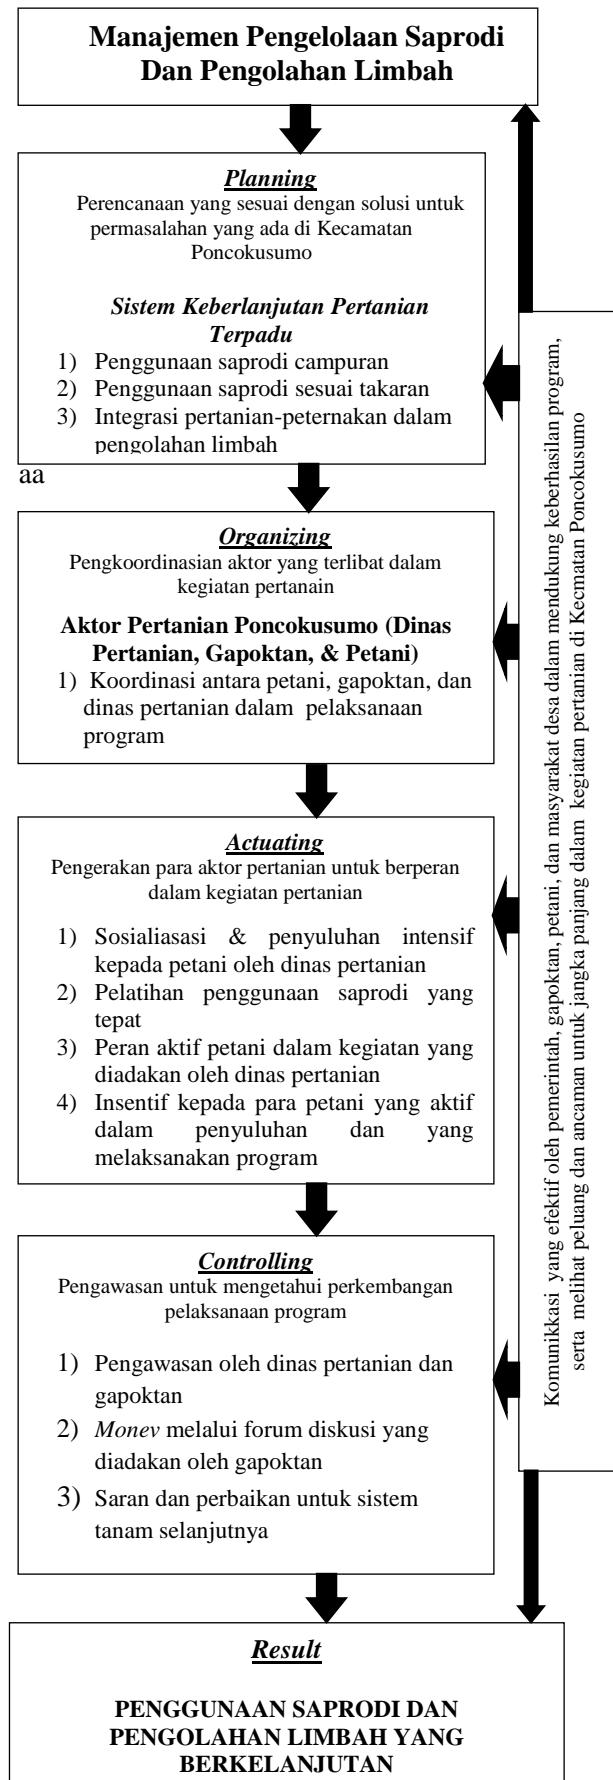 Manajemen Pengelolaan Saprodi
Dan Pengolahan Limbah
Planning
Perencanaan yang sesuai dengan solusi untuk
permasalahan yang ada di Kecamatan
Poncokusumo
Sistem Keberlanjutan Pertanian
Terpadu
1) Penggunaan saprodi campuran
2) Penggunaan saprodi sesuai takaran
3) Integrasi pertanian-peternakan dalam
pengolahan limbah
aa
Organizing
Pengkoordinasian aktor yang terlibat dalam
kegiatan pertanain
Aktor Pertanian Poncokusumo (Dinas
Pertanian, Gapoktan, & Petani)
1) Koordinasi antara petani, gapoktan, dan
dinas pertanian dalam pelaksanaan
program
Actuating
Pengerakan para aktor pertanian untuk berperan
dalam kegiatan pertanian
1) Sosialiasasi & penyuluhan intensif
kepada petani oleh dinas pertanian
2) Pelatihan penggunaan saprodi yang
tepat
3) Peran aktif petani dalam kegiatan yang
diadakan oleh dinas pertanian
4) Insentif kepada para petani yang aktif
dalam penyuluhan dan yang
melaksanakan program
Controlling
Pengawasan untuk mengetahui perkembangan
pelaksanaan program
1) Pengawasan oleh dinas pertanian dan
gapoktan
2) Monev melalui forum diskusi yang
diadakan oleh gapoktan
3) Saran dan perbaikan untuk sistem
tanam selanjutnya
Result
PENGGUNAAN SAPRODI DAN
PENGOLAHAN LIMBAH YANG
BERKELANJUTAN
Komunikkasi yang efektif oleh pemerintah, gapoktan, petani, dan masyarakat desa dalam mendukung keberhasilan program,
serta melihat peluang dan ancaman untuk jangka panjang dalam kegiatan pertanian di Kecmatan Poncokusumo